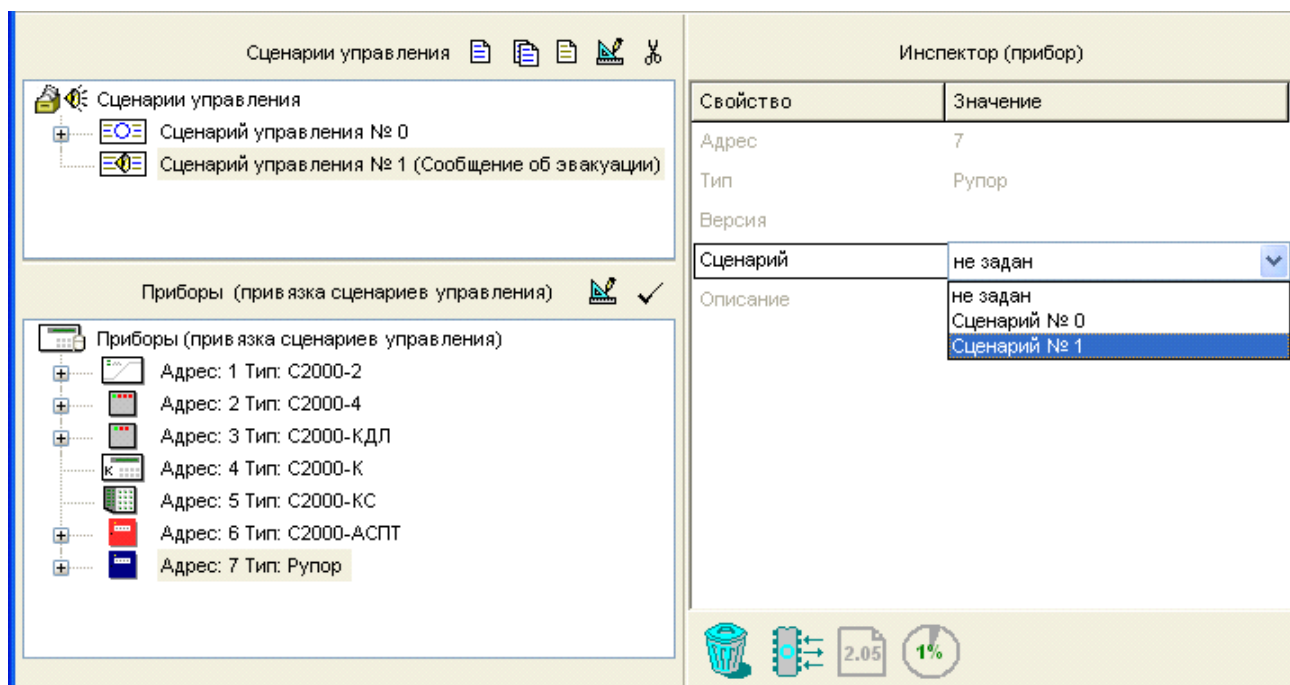 Сценарии управления
Сценарии управления
Сценарий управления № 0
Сценарий управления № 1 (Сообщение об эвакуации)
Приборы (привязка сценариев управления)
Приборы (привязка сценариев управления)
Адрес: 1 Тип: С2000-2
Адрес: 2 Тип: С2000-4
Адрес: 3 Тип: С2000-КДЛ
К
Адрес: 4 Тип: С2000-К
Адрес: 5 Тип: С2000-КС
Адрес: 6 Тип: С2000-АСПТ
Адрес: 7 Тип: Рупор
Инспектор (прибор)
Свойство Значение
Адрес 7
Тип Рупор
Версия
Сценарий не задан
Описание
не задан
Сценарий № 0
Сценарий № 1
2.05 1%